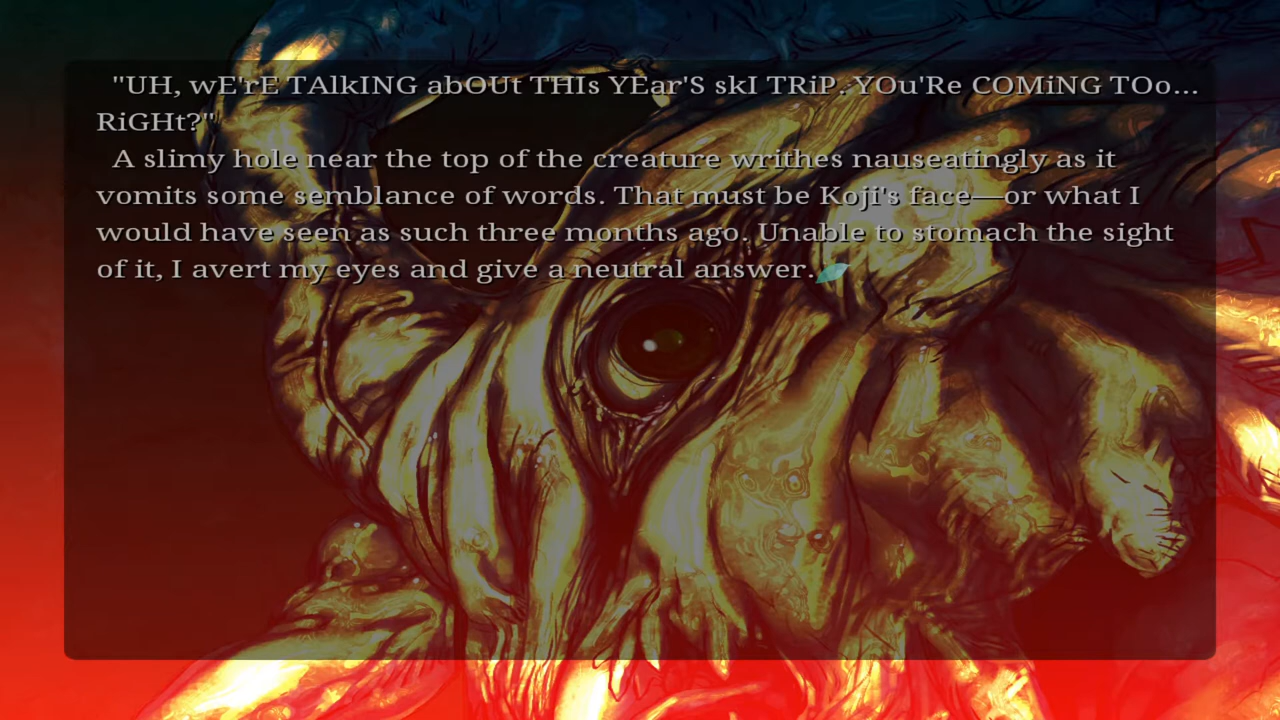 "UH, wE'rE TAlkING abOUt THIs YEar'S skI TRiP. YOu'Re COMiNG TOo...
RiGHt?"
A slimy hole near the top of the creature writhes nauseatingly as it
vomits some semblance of words. That must be Koji's face—or what I
would have seen as such three months ago. Unable to stomach the sight
of it, I avert my eyes and give a neutral answer.